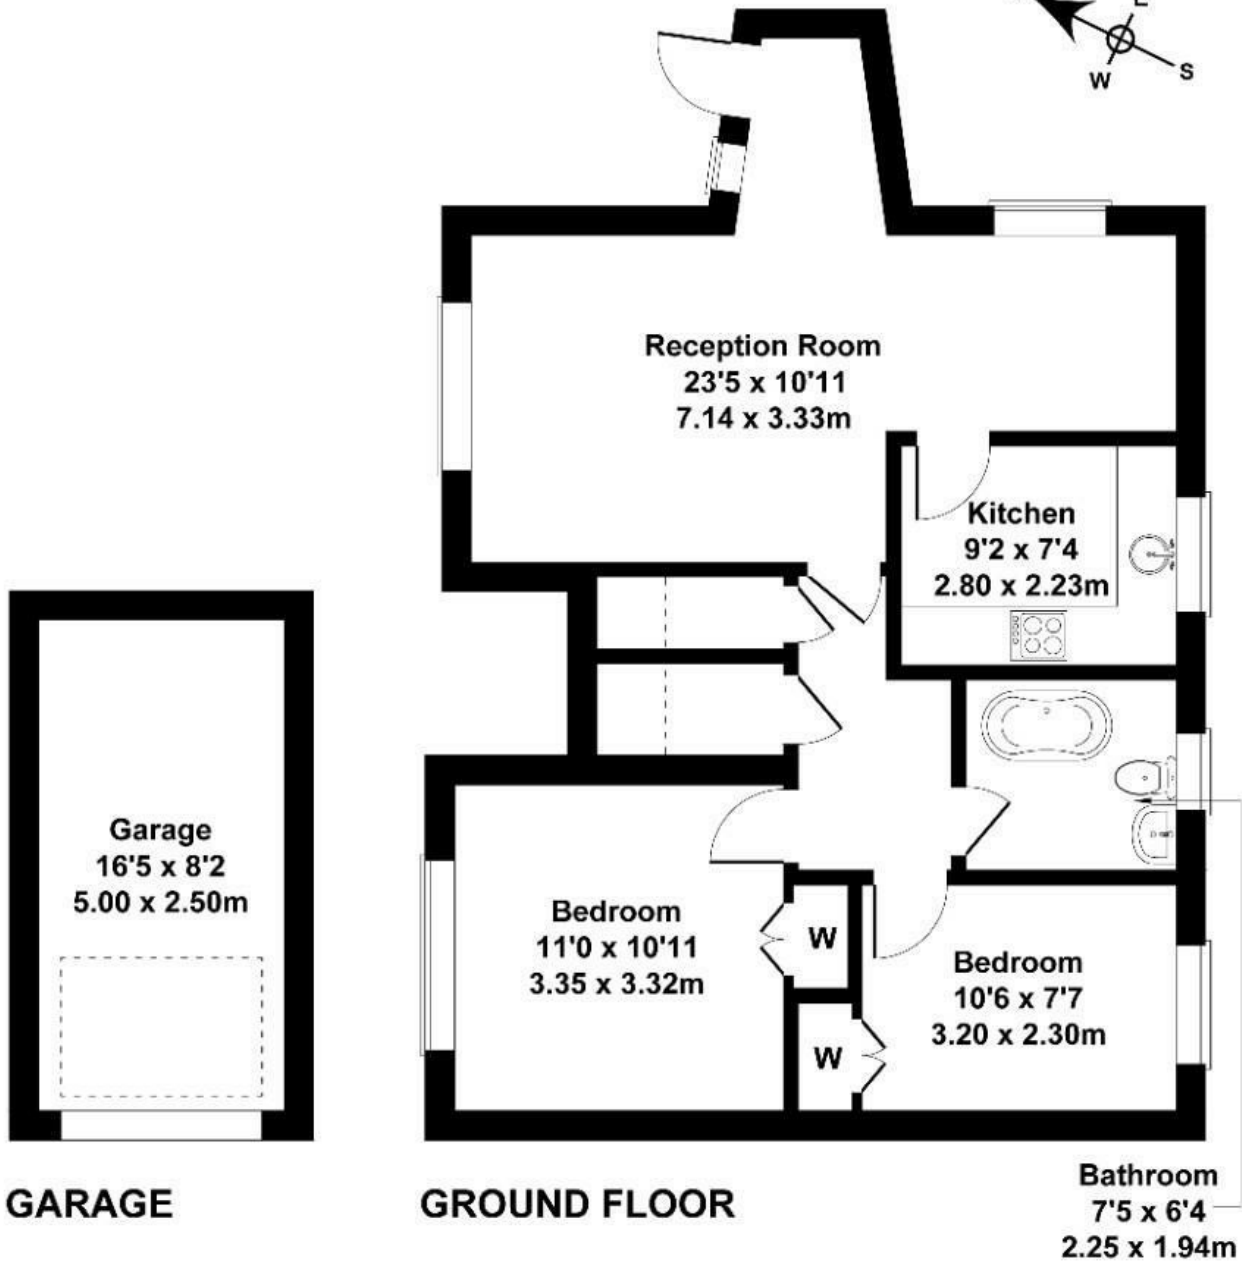 E
W
S
Reception Room
23'5 x 10'11
7.14 x 3.33m
Kitchen
9'2 x 7'4
2.80 x 2.23m
Garage
16'5 x 8'2
5.00 x 2.50m
Bedroom
11'0 x 10'11
3.35 x 3.32m
W
Bedroom
10'6 x 7'7
3.20 x 2.30m
W
GARAGE
GROUND FLOOR
Bathroom
7'5 x 6'4
2.25 x 1.94m